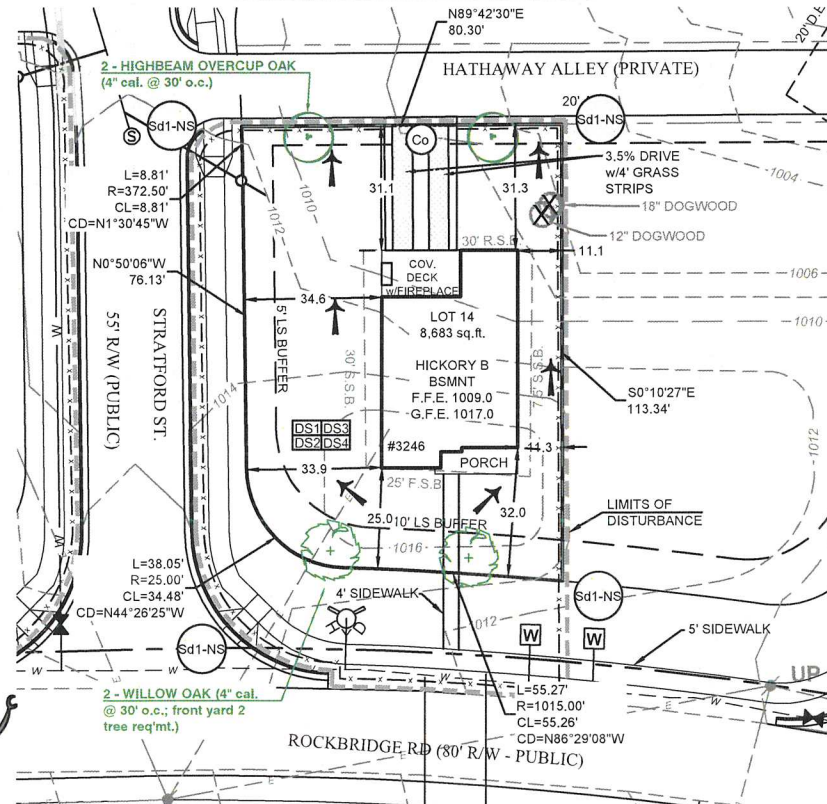 N89°42'30"E
80.30'
20'D.E
2 - HIGHBEAM OVERCUP OAK
(4" cal. @ 30' o.c.)
HATHAWAY ALLEY (PRIVATE)
20'
Sd1-NS
Sd1-NS
S
Co
3.5% DRIVE
w/4' GRASS
STRIPS
1004
L=8.81'
R=372.50'
CL=8.81'
CD=N1°30'45"W
31.1
31.3
1010
1012
18" DOGWOOD
12" DOGWOOD
30' R.S.B.
11.1
N0°50'06"W
76.13'
COV.
DECK
w/FIREPLACE
1006
34.6
LOT 14
8,683 sq.ft.
1010
STRATFORD ST.
55' R/W (PUBLIC)
W
5' LS BUFFER
30' S.S.B.
HICKORY B
BSMNT
F.F.E. 1009.0
G.F.E. 1017.0
7.5' S.S.B.
1014
S0°10'27"E
113.34'
DS1 DS3
DS2 DS4
#3246
11.3
1012
33.9
PORCH
25' F.S.B
25.0
10' LS BUFFER
32.0
LIMITS OF
DISTURBANCE
W
1016
L=38.05'
R=25.00'
CL=34.48'
CD=N44°26'25"W
4' SIDEWALK
Sd1-NS
1012
W
W
5' SIDEWALK
Sd1-NS
W
W
W
UP
E
W
2 - WILLOW OAK (4" cal.
@ 30' o.c.; front yard 2
tree req'mt.)
L=55.27'
R=1015.00'
CL=55.26'
CD=N86°29'08"W
ROCKBRIDGE RD (80' R/W - PUBLIC)
E
E
E